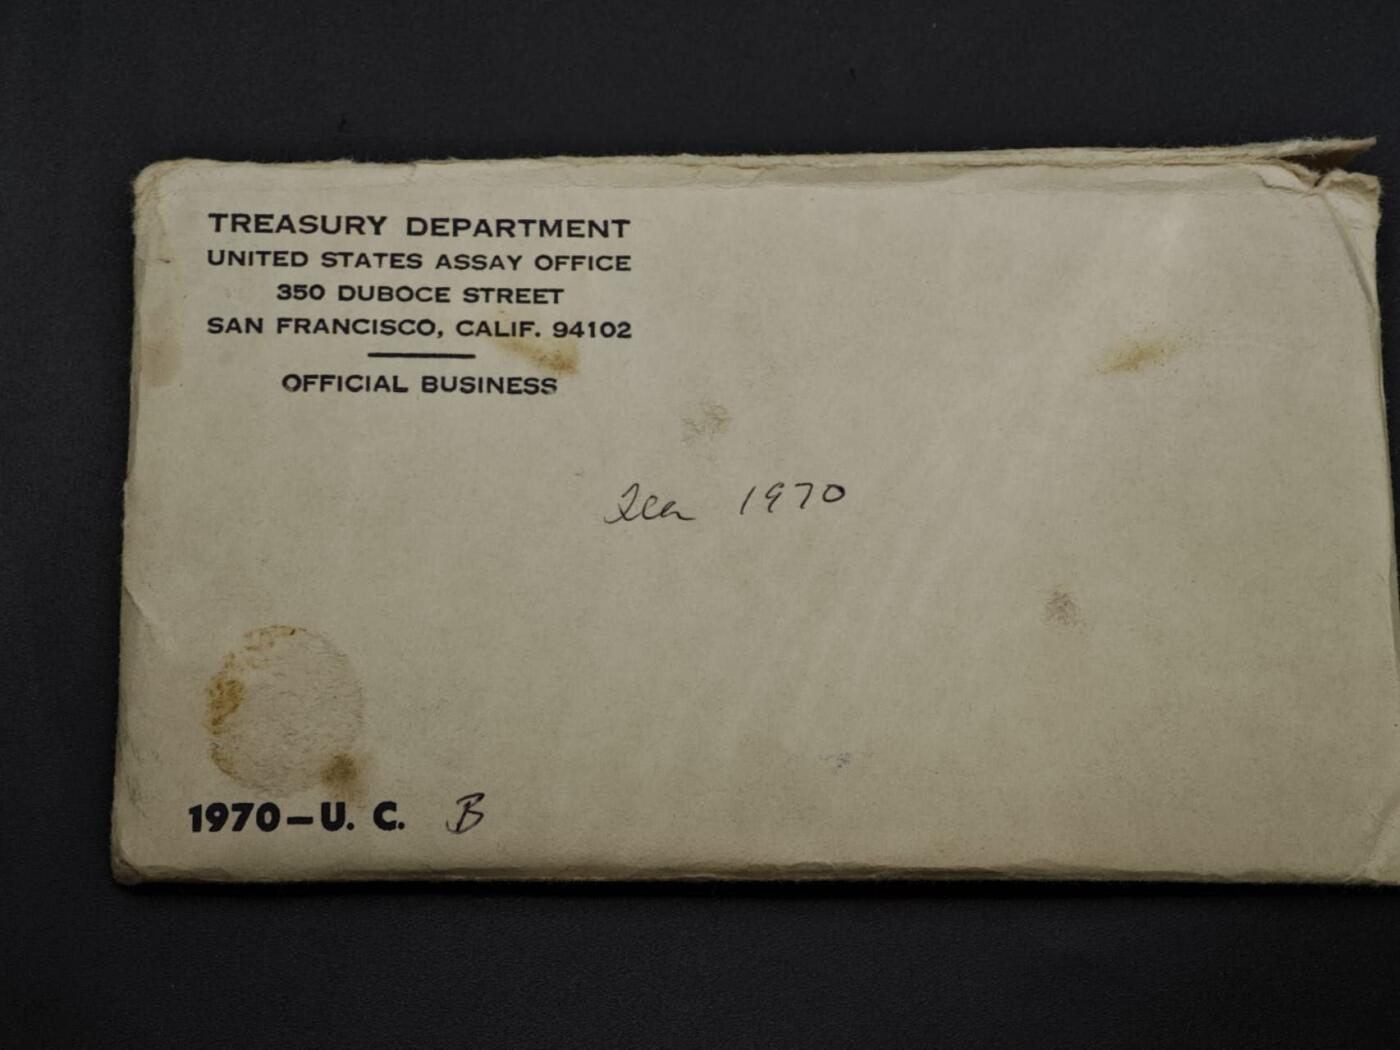 TREASURY DEPARTMENT
UNITED STATES ASSAY OFFICE
350 DUBOCE STREET
SAN FRANCISCO, CALIF. 94102
OFFICIAL BUSINESS
1970
1970-U. C. B